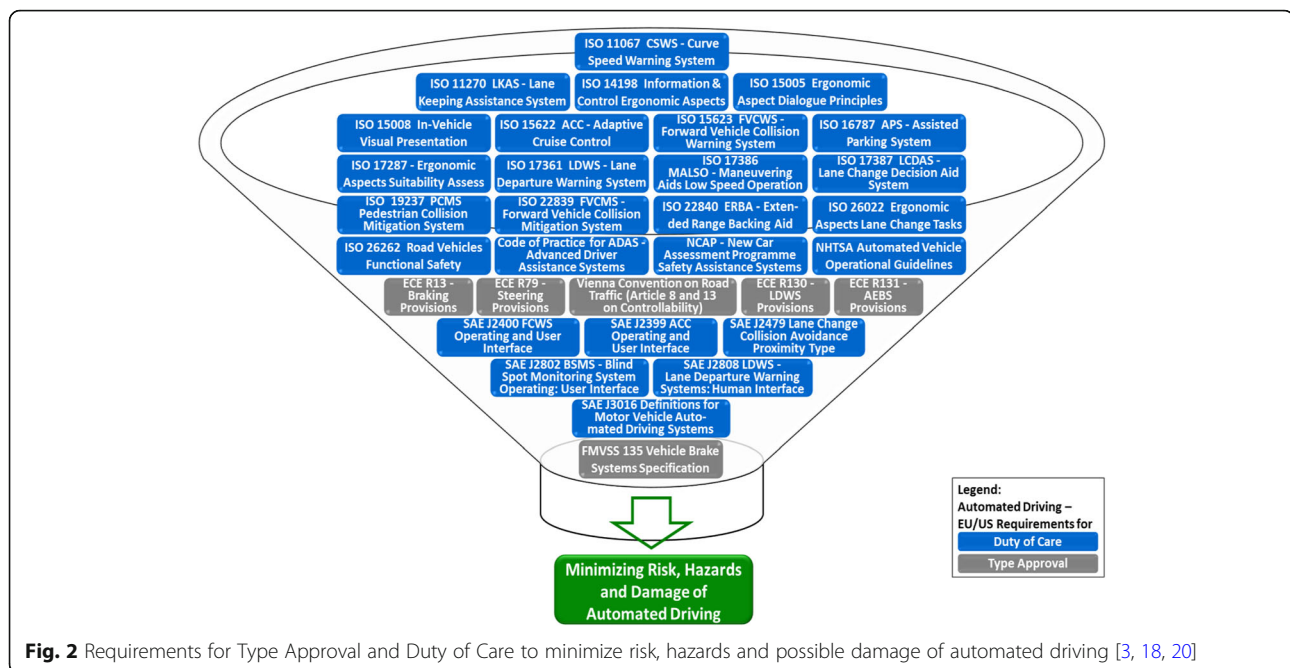 ISO 11067 CSWS - Curve
Speed Warning System
ISO 11270 LKAS - Lane
Keeping Assistance System
ISO 14198 Information &
Control Ergonomic Aspects
ISO 15005 Ergonomic
Aspect Dialogue Principles
ISO 15008 In-Vehicle
Visual Presentation
ISO 15622 ACC - Adaptive
Cruise Control
ISO 15623 FVCWS -
Forward Vehicle Collision
Warning System
ISO 16787 APS - Assisted
Parking System
ISO 17287 - Ergonomic
Aspects Suitability Assess
ISO 17361 LDWS - Lane
Departure Warning System
ISO 17386
MALSO - Maneuvering
Aids Low Speed Operation
ISO 17387 LCDAS -
Lane Change Decision Aid
System
ISO 19237 PCMS
Pedestrian Collision
Mitigation System
ISO 22839 FVCMS -
Forward Vehicle Collision
Mitigation System
ISO 22840 ERBA - Exten-
ded Range Backing Aid
ISO 26022 Ergonomic
Aspects Lane Change Tasks
ISO 26262 Road Vehicles
Functional Safety
Code of Practice for ADAS -
Advanced Driver
Assistance Systems
NCAP - New Car
Assessment Programme
Safety Assistance Systems
NHTSA Automated Vehicle
Operational Guidelines
ECE R13 -
Braking
Provisions
ECE R79 -
Steering
Provisions
Vienna Convention on Road
Traffic (Article 8 and 13
on Controllability)
ECE R130 -
LDWS
Provisions
ECE R131 -
AEBS
Provisions
SAE J2400 FCWS
Operating and User
Interface
SAE J2399 ACC
Operating and
User Interface
SAE J2479 Lane Change
Collision Avoidance
Proximity Type
SAE J2802 BSMS - Blind
Spot Monitoring System
Operating: User Interface
SAE J2808 LDWS -
Lane Departure Warning
Systems: Human Interface
SAE J3016 Definitions for
Motor Vehicle Auto-
mated Driving Systems
FMVSS 135 Vehicle Brake
Systems Specification
Minimizing Risk, Hazards
and Damage of
Automated Driving
Legend:
Automated Driving –
EU/US Requirements for
Duty of Care
Type Approval
Fig. 2 Requirements for Type Approval and Duty of Care to minimize risk, hazards and possible damage of automated driving [3, 18, 20]